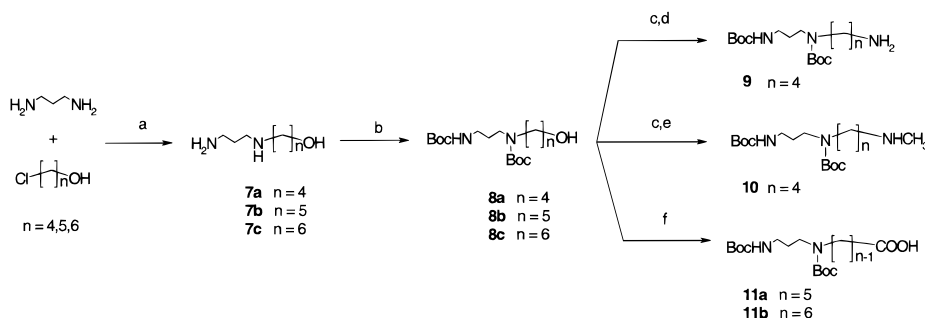 H₂N NH₂
+
Cl [ ]n OH
n = 4,5,6
a
H₂N N H [ ]n OH
7a n = 4
7b n = 5
7c n = 6
b
BocHN N Boc [ ]n OH
8a n = 4
8b n = 5
8c n = 6
c,d
BocHN N Boc [ ]n NH₂
9 n = 4
c,e
BocHN N Boc [ ]n NHCH₃
10 n = 4
f
BocHN N Boc [ ]n-1 COOH
11a n = 5
11b n = 6